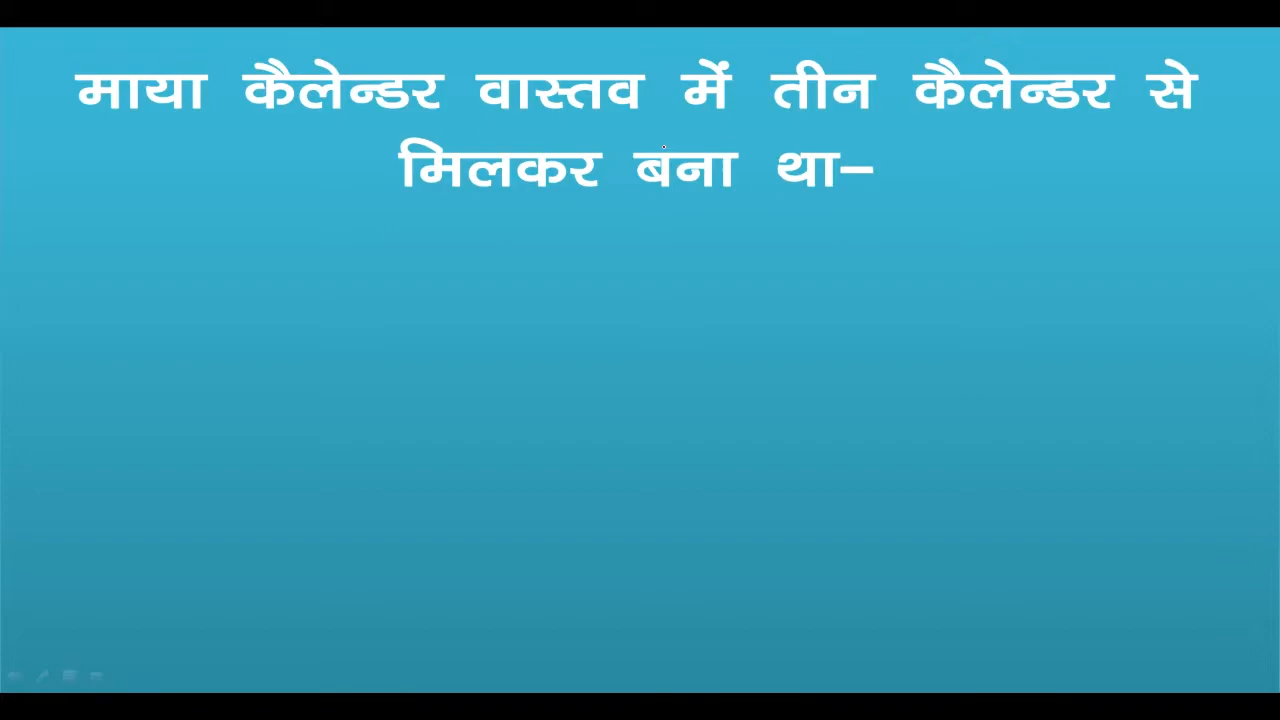 माया कैलेन्डर वास्तव में तीन कैलेन्डर से
मिलकर बना था–